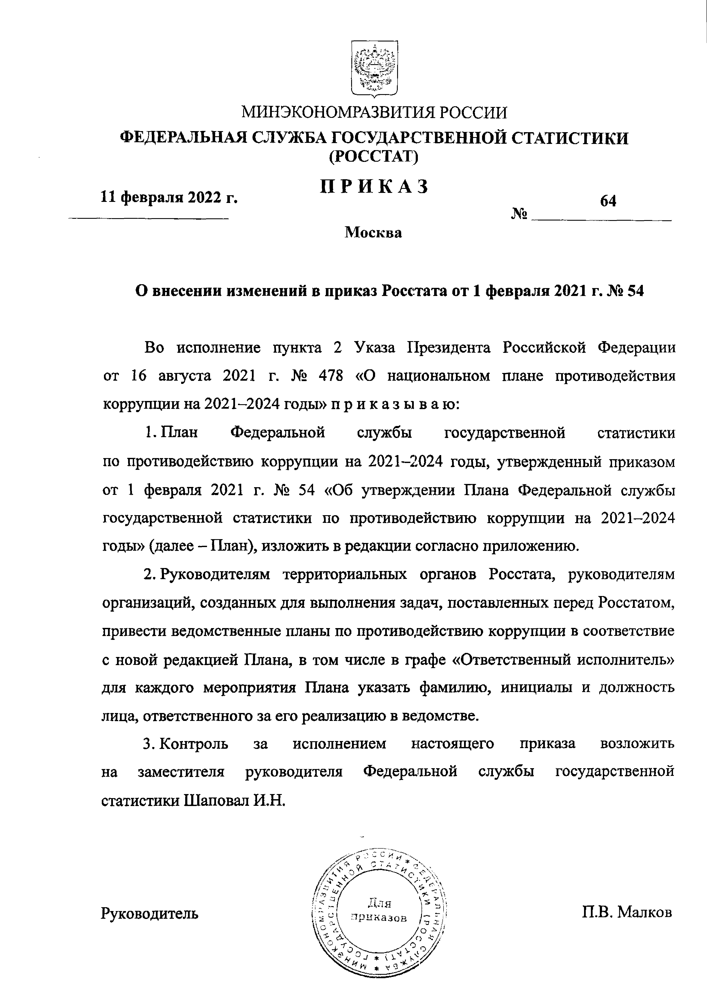 МИНЭКОНОМРАЗВИТИЯ РОССИИ
ФЕДЕРАЛЬНАЯ СЛУЖБА ГОСУДАРСТВЕННОЙ СТАТИСТИКИ
(РОССТАТ)
П Р И К А З
11 февраля 2022 г.
64
№
Москва
О внесении изменений в приказ Росстата от 1 февраля 2021 г. № 54
Во исполнение пункта 2 Указа Президента Российской Федерации
от 16 августа 2021 г. № 478 «О национальном плане противодействия
коррупции на 2021–2024 годы» п р и к а з ы в а ю:
1. План Федеральной службы государственной статистики
по противодействию коррупции на 2021–2024 годы, утвержденный приказом
от 1 февраля 2021 г. № 54 «Об утверждении Плана Федеральной службы
государственной статистики по противодействию коррупции на 2021–2024
годы» (далее – План), изложить в редакции согласно приложению.
2. Руководителям территориальных органов Росстата, руководителям
организаций, созданных для выполнения задач, поставленных перед Росстатом,
привести ведомственные планы по противодействию коррупции в соответствие
с новой редакцией Плана, в том числе в графе «Ответственный исполнитель»
для каждого мероприятия Плана указать фамилию, инициалы и должность
лица, ответственного за его реализацию в ведомстве.
3. Контроль за исполнением настоящего приказа возложить
на заместителя руководителя Федеральной службы государственной
статистики Шаповал И.Н.
МИНЭКОНОМРАЗВИТИЯ РОССИИ * ФЕДЕРАЛЬНАЯ СЛУЖБА *
ГОСУДАРСТВЕННОЙ СТАТИСТИКИ (РОССТАТ) *
Для
приказов
Руководитель
П.В. Малков